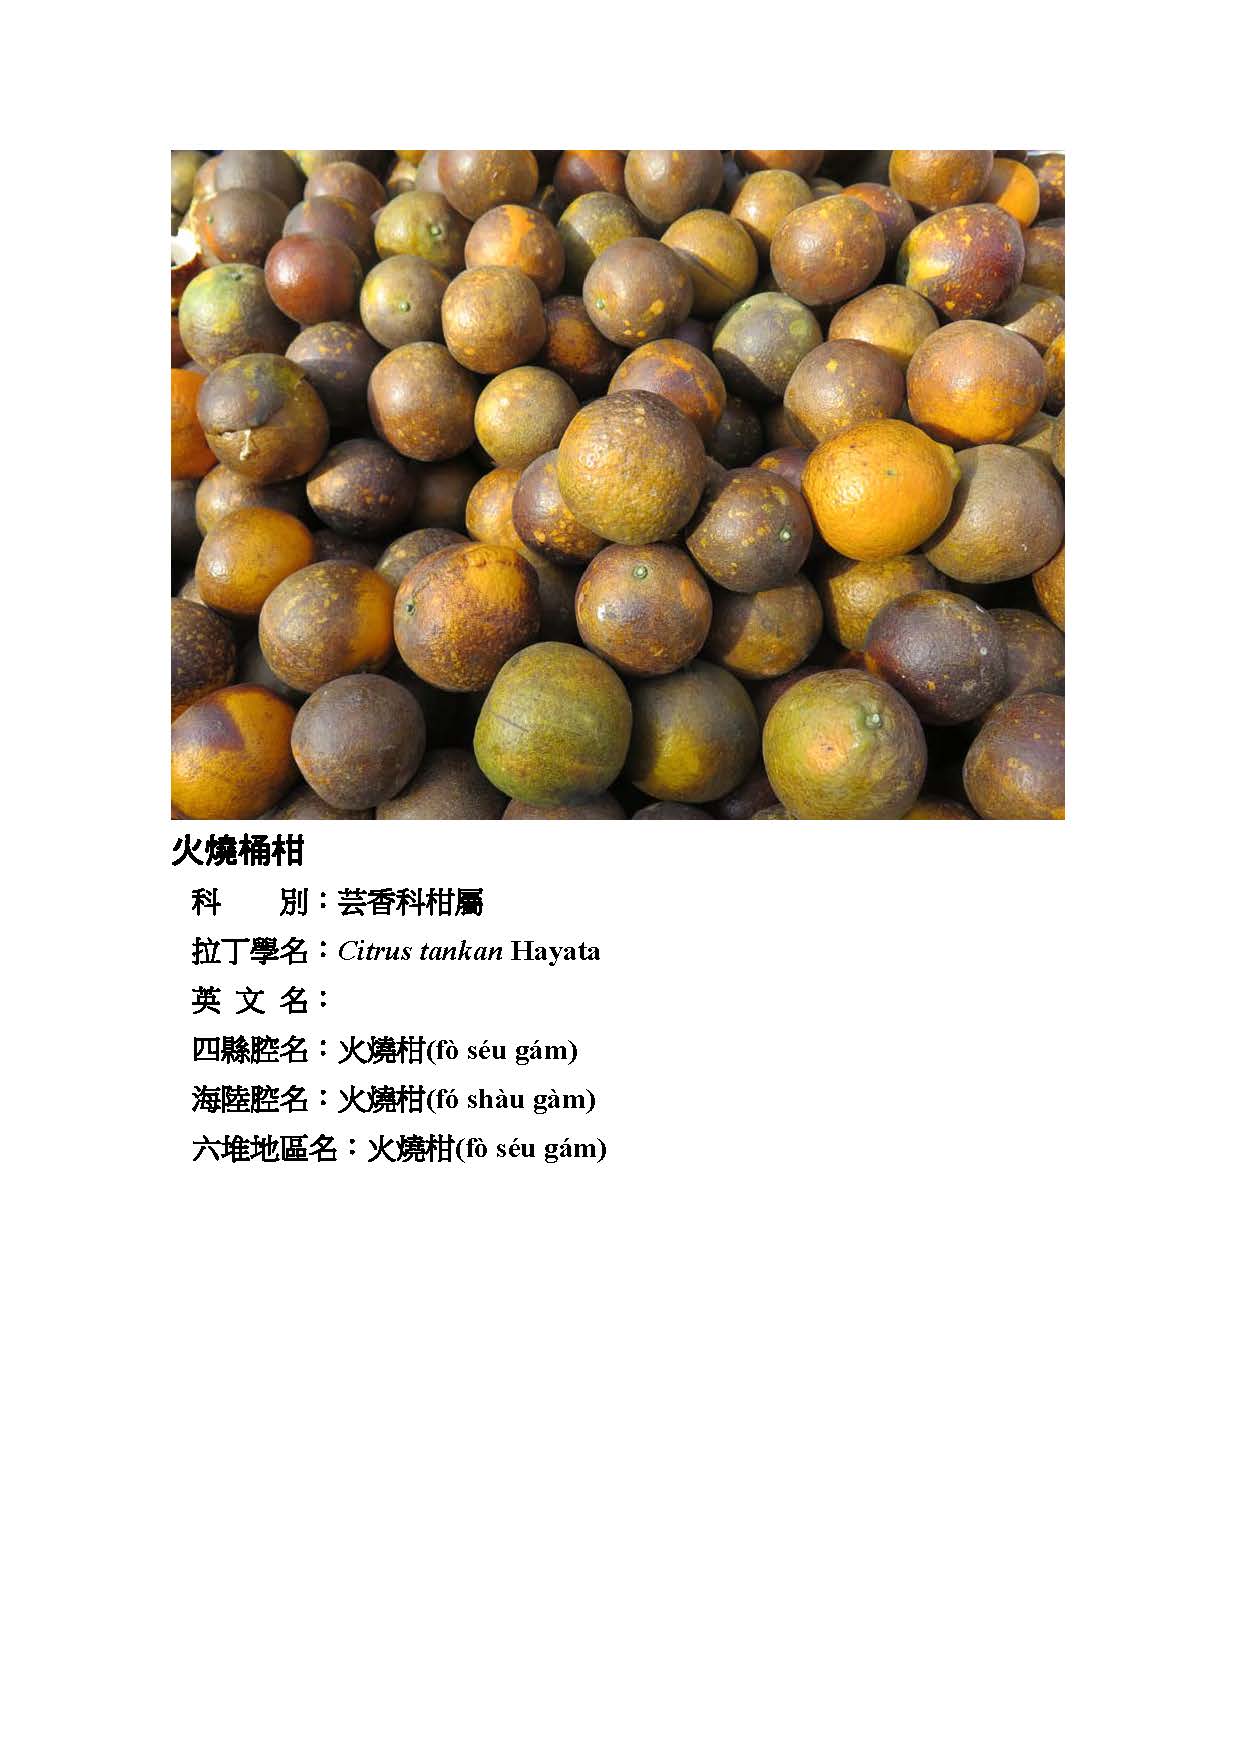 火燒桶柑
科　　別：芸香科柑屬
拉丁學名：Citrus tankan Hayata
英 文 名：
四縣腔名：火燒柑(fò séu gám)
海陸腔名：火燒柑(fó shàu gàm)
六堆地區名：火燒柑(fò séu gám)